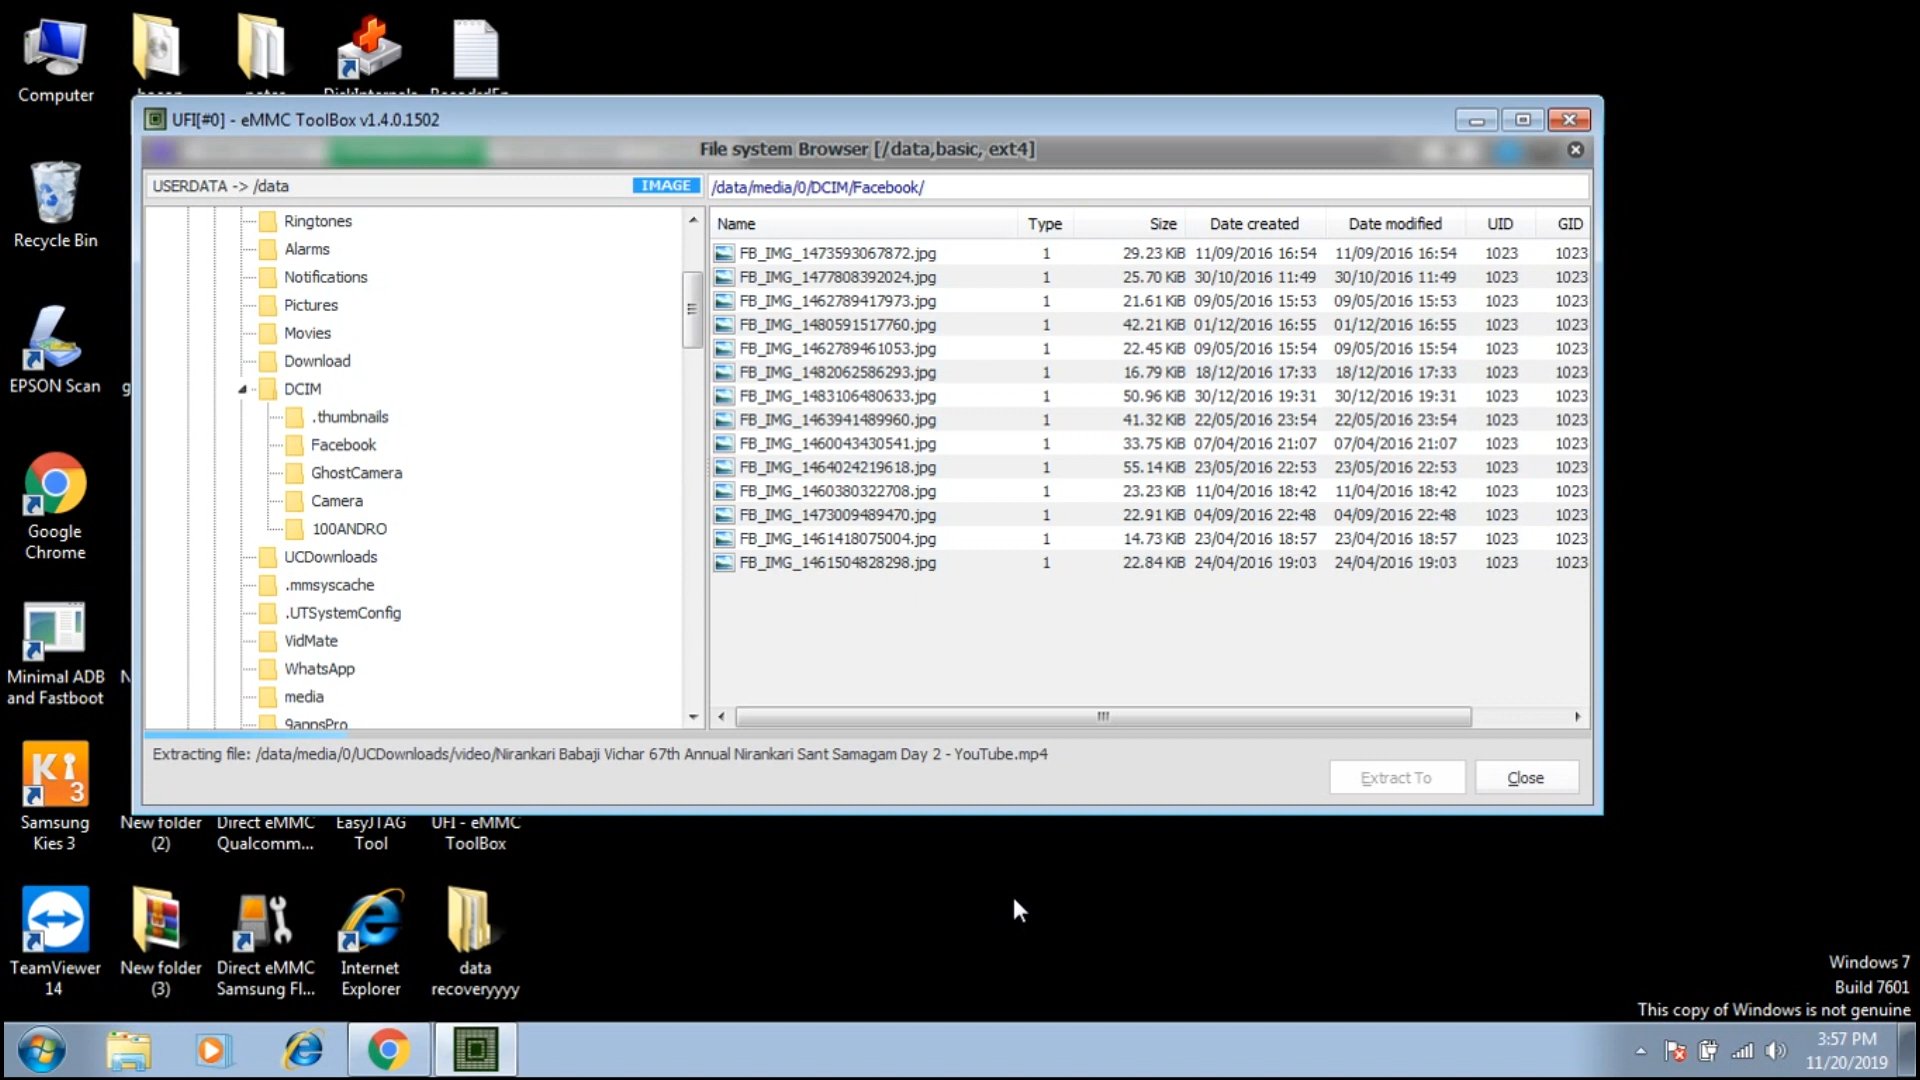 Computer
Recycle Bin
EPSON Scan
Google
Chrome
Minimal ADB
and Fastboot
Samsung
Kies 3
KI
3
TeamViewer
14
New folder
(2)
Direct eMMC
Qualcomm...
EasyJTAG
Tool
UFI - eMMC
ToolBox
New folder
(3)
Direct eMMC
Samsung Fl...
Internet
Explorer
data
recoveryyyy
UFI[#0] - eMMC ToolBox v1.4.0.1502
File system Browser [/data,basic, ext4]
USERDATA -> /data
IMAGE
/data/media/0/DCIM/Facebook/
Ringtones
Alarms
Notifications
Pictures
Movies
Download
DCIM
.thumbnails
Facebook
GhostCamera
Camera
100ANDRO
UCDownloads
.mmsyscache
.UTSystemConfig
VidMate
WhatsApp
media
9appsPro
Name Type Size Date created Date modified UID GID
FB_IMG_1473593067872.jpg 1 29.23 KiB 11/09/2016 16:54 11/09/2016 16:54 1023 1023
FB_IMG_1477808392024.jpg 1 25.70 KiB 30/10/2016 11:49 30/10/2016 11:49 1023 1023
FB_IMG_1462789417973.jpg 1 21.61 KiB 09/05/2016 15:53 09/05/2016 15:53 1023 1023
FB_IMG_1480591517760.jpg 1 42.21 KiB 01/12/2016 16:55 01/12/2016 16:55 1023 1023
FB_IMG_1462789461053.jpg 1 22.45 KiB 09/05/2016 15:54 09/05/2016 15:54 1023 1023
FB_IMG_1482062586293.jpg 1 16.79 KiB 18/12/2016 17:33 18/12/2016 17:33 1023 1023
FB_IMG_1483106480633.jpg 1 50.96 KiB 30/12/2016 19:31 30/12/2016 19:31 1023 1023
FB_IMG_1463941489960.jpg 1 41.32 KiB 22/05/2016 23:54 22/05/2016 23:54 1023 1023
FB_IMG_1460043430541.jpg 1 33.75 KiB 07/04/2016 21:07 07/04/2016 21:07 1023 1023
FB_IMG_1464024219618.jpg 1 55.14 KiB 23/05/2016 22:53 23/05/2016 22:53 1023 1023
FB_IMG_1460380322708.jpg 1 23.23 KiB 11/04/2016 18:42 11/04/2016 18:42 1023 1023
FB_IMG_1473009489470.jpg 1 22.91 KiB 04/09/2016 22:48 04/09/2016 22:48 1023 1023
FB_IMG_1461418075004.jpg 1 14.73 KiB 23/04/2016 18:57 23/04/2016 18:57 1023 1023
FB_IMG_1461504828298.jpg 1 22.84 KiB 24/04/2016 19:03 24/04/2016 19:03 1023 1023
Extracting file: /data/media/0/UCDownloads/video/Nirankari Babaji Vichar 67th Annual Nirankari Sant Samagam Day 2 - YouTube.mp4
Extract To
Close
Windows 7
Build 7601
This copy of Windows is not genuine
3:57 PM
11/20/2019